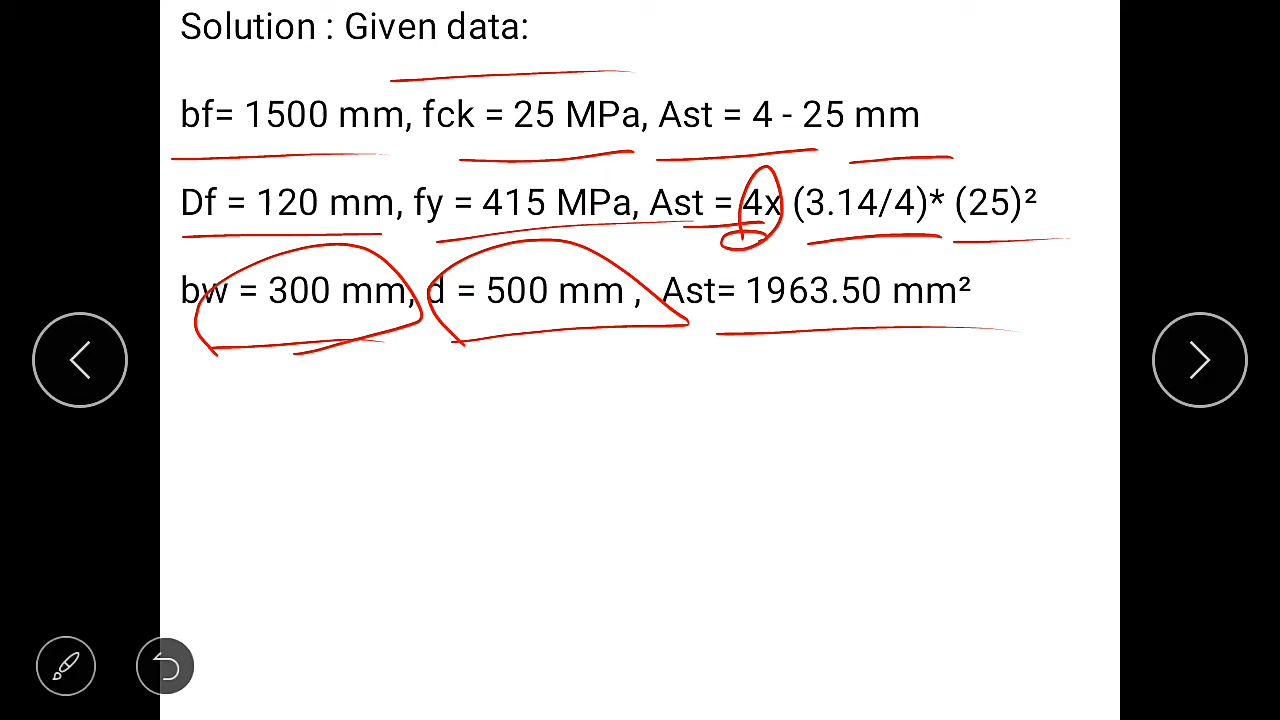 Solution : Given data:
bf= 1500 mm, fck = 25 MPa, Ast = 4 - 25 mm
Df = 120 mm, fy = 415 MPa, Ast = 4x (3.14/4)* (25)²
bw = 300 mm, d = 500 mm , Ast= 1963.50 mm²